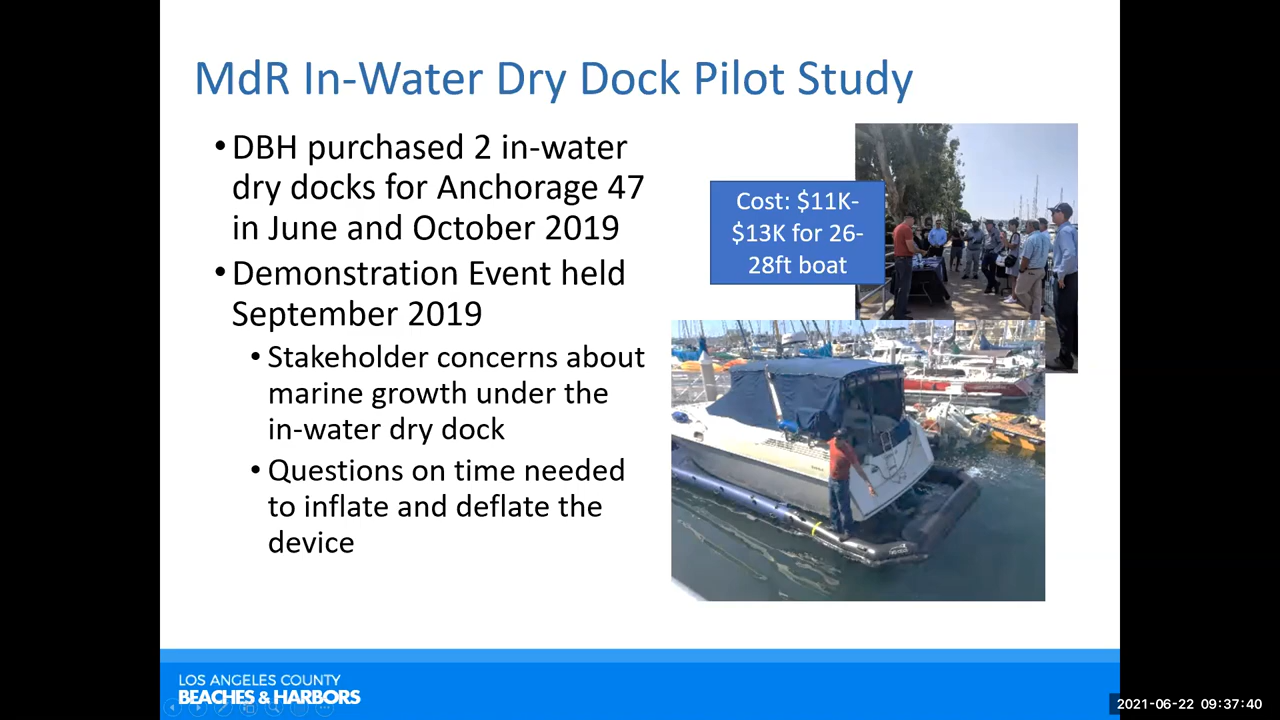 MdR In-Water Dry Dock Pilot Study
• DBH purchased 2 in-water
dry docks for Anchorage 47
in June and October 2019
• Demonstration Event held
September 2019
• Stakeholder concerns about
marine growth under the
in-water dry dock
• Questions on time needed
to inflate and deflate the
device
Cost: $11K-
$13K for 26-
28ft boat
LOS ANGELES COUNTY
BEACHES & HARBORS
2021-06-22 09:37:40